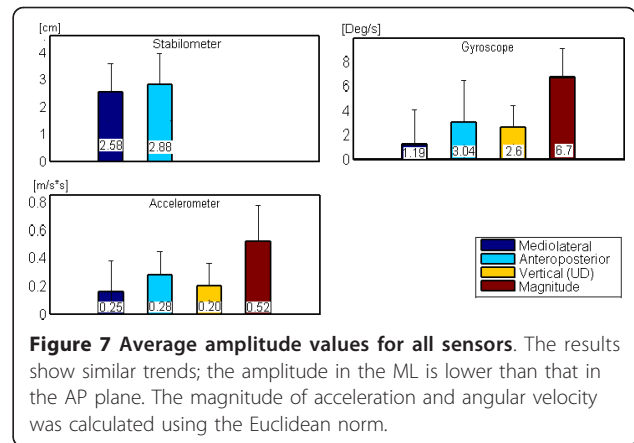 [cm]
Stabilometer
4
3
2
1
0
2.58
2.88
[Deg/s]
Gyroscope
8
6
4
2
0
1.19
3.04
2.6
6.7
[m/s*s]
Accelerometer
0.8
0.6
0.4
0.2
0
0.25
0.28
0.20
0.52
Mediolateral
Anteroposterior
Vertical (UD)
Magnitude
Figure 7 Average amplitude values for all sensors. The results
show similar trends; the amplitude in the ML is lower than that in
the AP plane. The magnitude of acceleration and angular velocity
was calculated using the Euclidean norm.